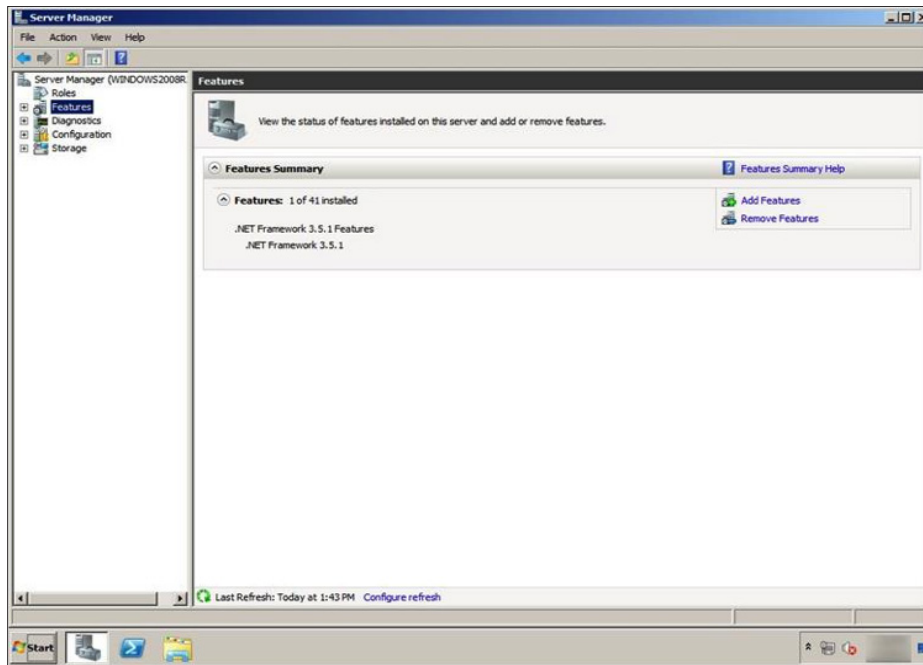 Server Manager
File Action View Help
Server Manager (WINDOWS2008R
Roles
Features
Diagnostics
Configuration
Storage
Features
View the status of features installed on this server and add or remove features.
Features Summary
Features Summary Help
Features: 1 of 41 installed
Add Features
Remove Features
.NET Framework 3.5.1 Features
.NET Framework 3.5.1
Last Refresh: Today at 1:43 PM Configure refresh
Start